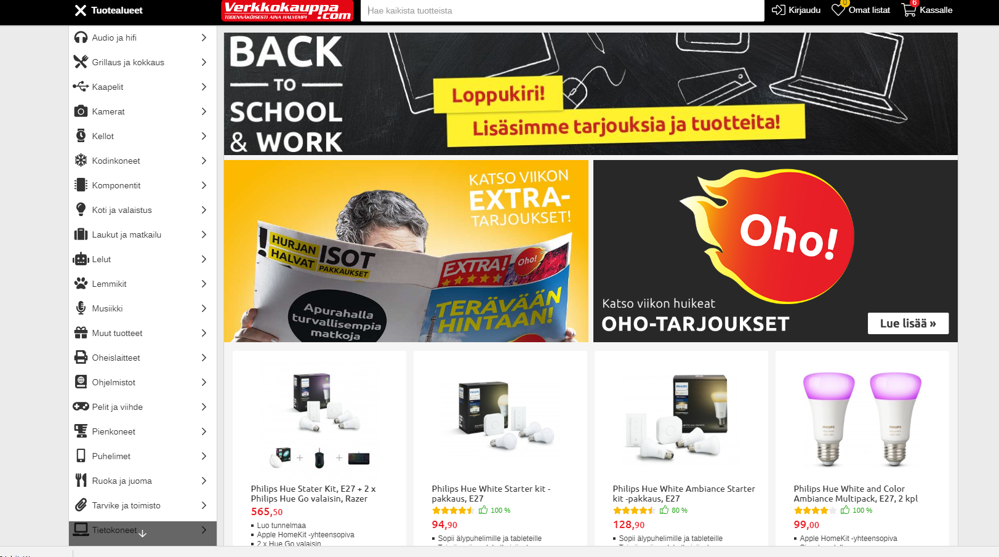 Tuotealueet
Verkkokauppa
.com
TODENNÄKÖISESTI AINA HALVEMPI
Hae kaikista tuotteista
Kirjaudu
0
Omat listat
6
Kassalle
Audio ja hifi
Grillaus ja kokkaus
Kaapelit
Kamerat
Kellot
Kodinkoneet
Komponentit
Koti ja valaistus
Laukut ja matkailu
Lelut
Lemmikit
Musiikki
Muut tuotteet
Oheislaitteet
Ohjelmistot
Pelit ja viihde
Pienkoneet
Puhelimet
Ruoka ja juoma
Tarvike ja toimisto
Tietokoneet
BACK
TO
SCHOOL
& WORK
Loppukiri!
Lisäsimme tarjouksia ja tuotteita!
KATSO VIIKON
EXTRA-
TARJOUKSET!
HURJAN
HALVAT
ISOT
PAKKAUKSET
EXTRA!
Oho!
Apurahalla
turvallisempia
matkoja
TERÄVÄÄN
HINTAAN!
Oho!
Katso viikon huikeat
OHO-TARJOUKSET
Lue lisää »
Philips Hue Stater Kit, E27 + 2 x
Philips Hue Go valaisin, Razer
565,50
Luo tunnelmaa
Apple HomeKit -yhteensopiva
2 x Hue Go valaisin
Philips Hue White Starter kit -
pakkaus, E27
100 %
94,90
Sopii älypuhelimille ja tableteille
Philips Hue White Ambiance Starter
kit -pakkaus, E27
80 %
128,90
Sopii älypuhelimille ja tableteille
PHILIPS
PHILIPS
Philips Hue White and Color
Ambiance Multipack, E27, 2 kpl
100 %
99,00
Apple HomeKit -yhteensopiva